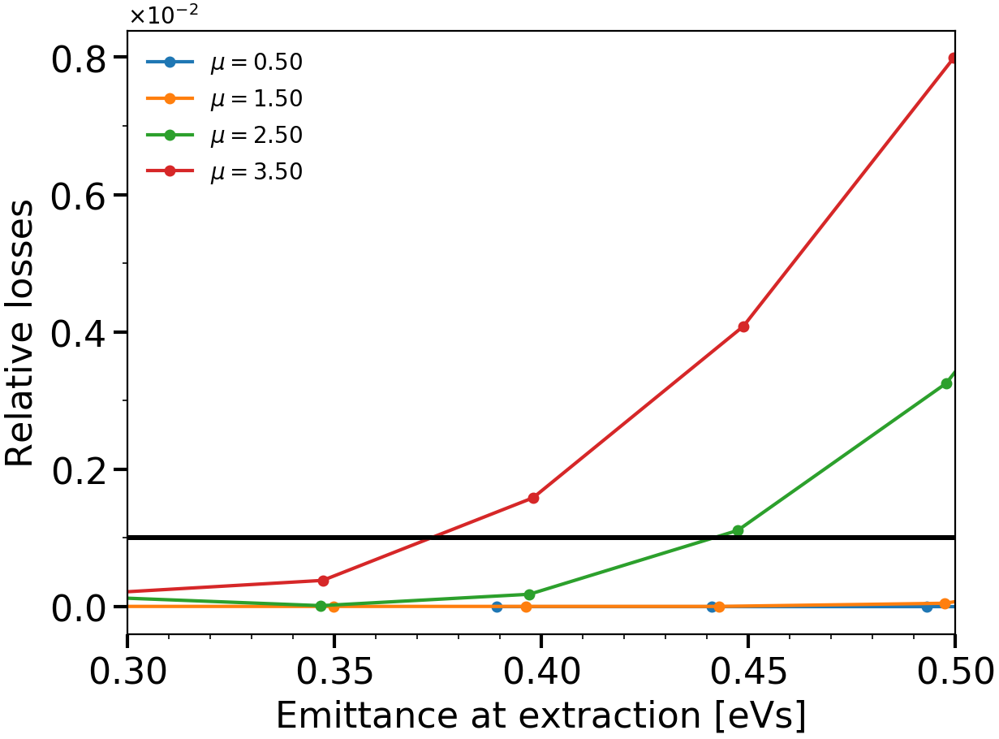 ×10⁻²
0.8
0.6
0.4
0.2
0.0
Relative losses
μ = 0.50
μ = 1.50
μ = 2.50
μ = 3.50
0.30 0.35 0.40 0.45 0.50
Emittance at extraction [eVs]